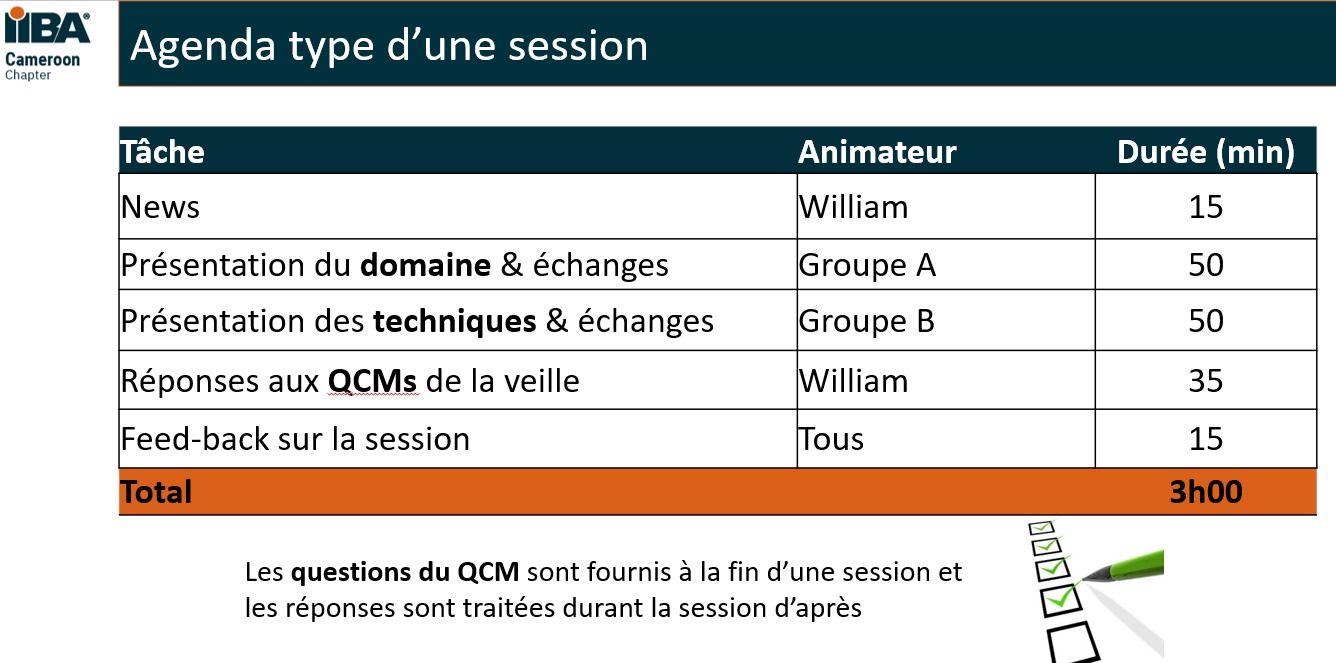 iiBA®
Cameroon
Chapter
Agenda type d’une session
Tâche Animateur Durée (min)
News William 15
Présentation du domaine & échanges Groupe A 50
Présentation des techniques & échanges Groupe B 50
Réponses aux QCMs de la veille William 35
Feed-back sur la session Tous 15
Total 3h00
Les questions du QCM sont fournis à la fin d’une session et
les réponses sont traitées durant la session d’après